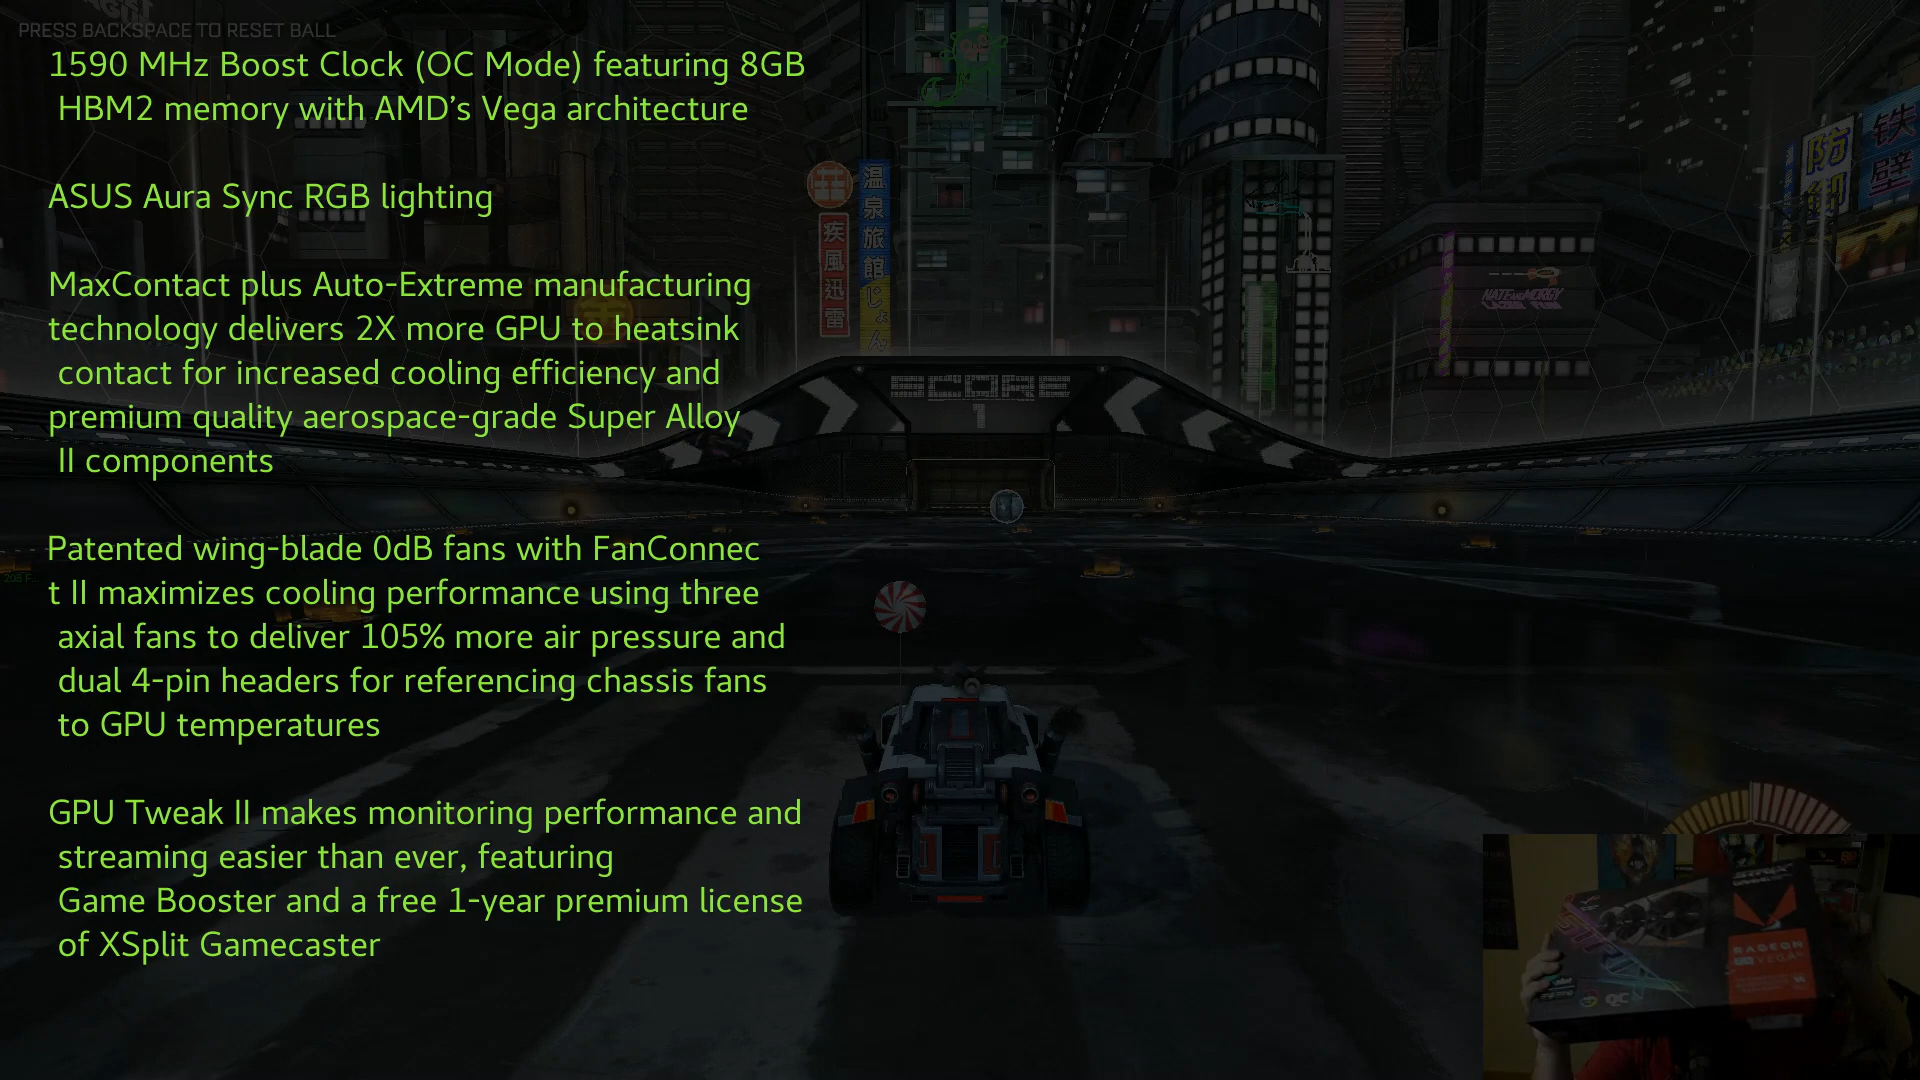 PRESS BACKSPACE TO RESET BALL
1590 MHz Boost Clock (OC Mode) featuring 8GB
HBM2 memory with AMD’s Vega architecture
ASUS Aura Sync RGB lighting
MaxContact plus Auto-Extreme manufacturing
technology delivers 2X more GPU to heatsink
contact for increased cooling efficiency and
premium quality aerospace-grade Super Alloy
II components
Patented wing-blade 0dB fans with FanConnec
t II maximizes cooling performance using three
axial fans to deliver 105% more air pressure and
dual 4-pin headers for referencing chassis fans
to GPU temperatures
GPU Tweak II makes monitoring performance and
streaming easier than ever, featuring
Game Booster and a free 1-year premium license
of XSplit Gamecaster
温泉旅館
疾風迅雷
防
鉄壁
SCORE
1
STRIX
RADEON
VEGA